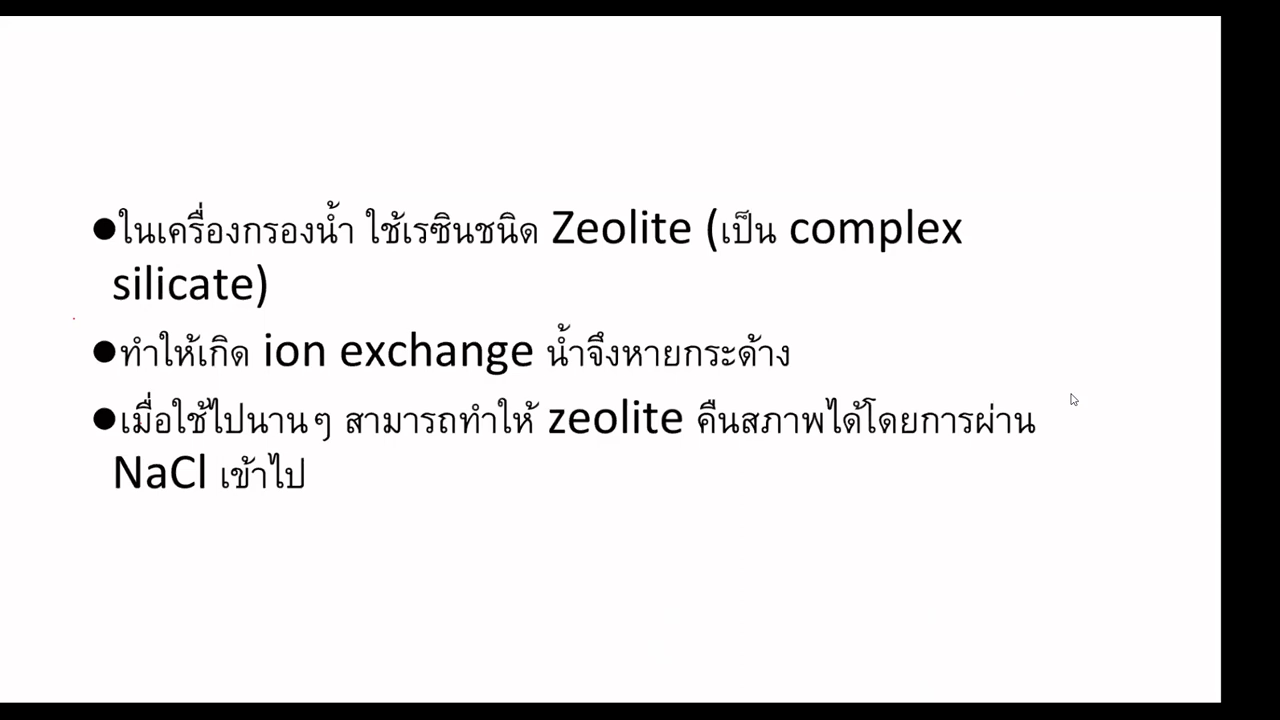 ●ในเครื่องกรองน้ำ ใช้เรซินชนิด Zeolite (เป็น complex
silicate)
●ทำให้เกิด ion exchange น้ำจึงหายกระด้าง
●เมื่อใช้ไปนานๆ สามารถทำให้ zeolite คืนสภาพได้โดยการผ่าน
NaCl เข้าไป